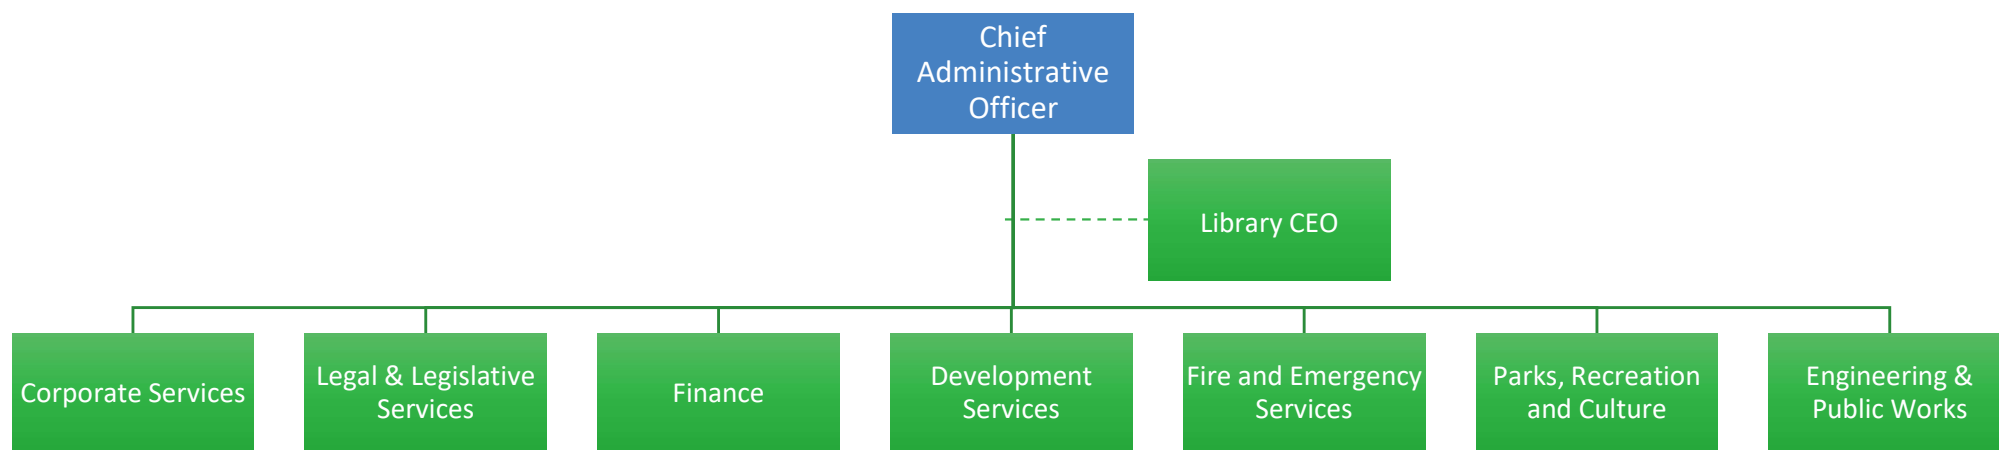 Chief
Administrative
Officer
Library CEO
Corporate Services
Legal & Legislative
Services
Finance
Development
Services
Fire and Emergency
Services
Parks, Recreation
and Culture
Engineering &
Public Works